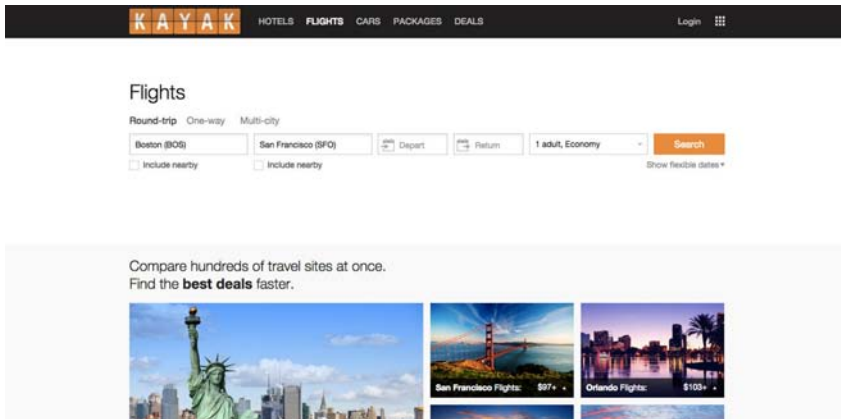 KAYAK HOTELS FLIGHTS CARS PACKAGES DEALS Login
Flights
Round-trip One-way Multi-city
Boston (BOS) San Francisco (SFO) Depart Return 1 adult, Economy Search
Include nearby Include nearby Show flexible dates
Compare hundreds of travel sites at once.
Find the best deals faster.
San Francisco Flights: $97+ Orlando Flights: $103+